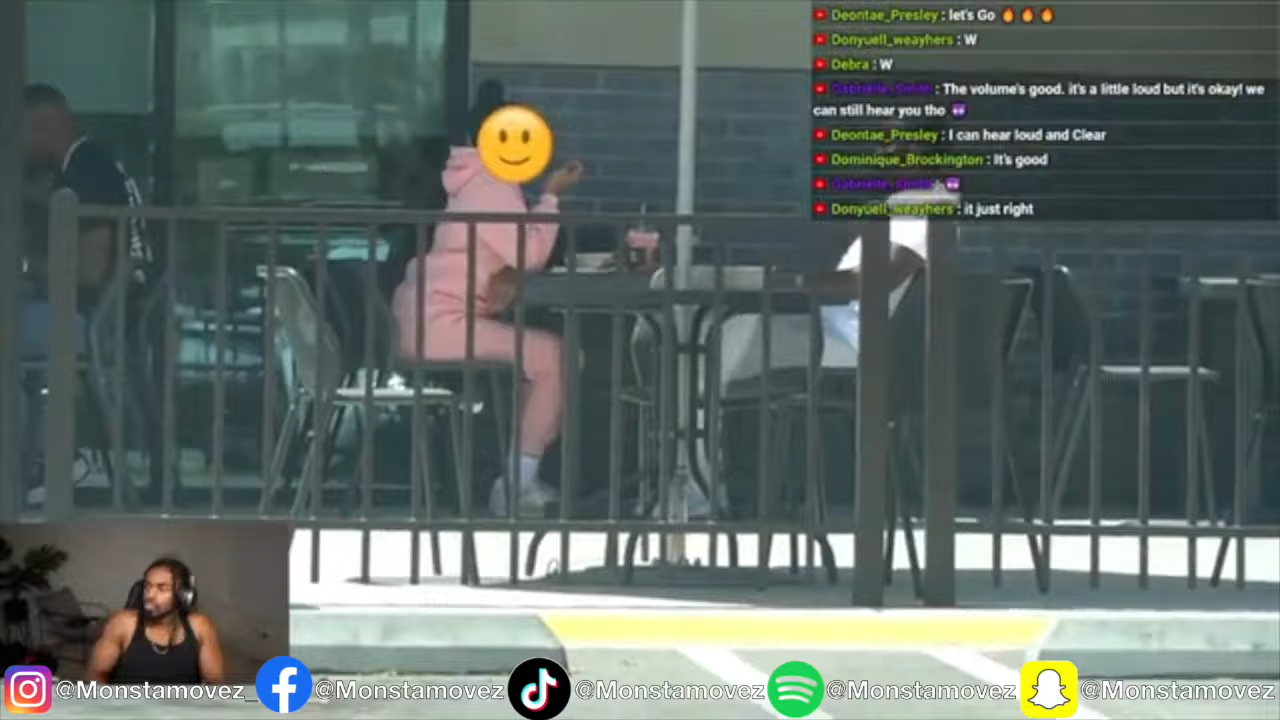 Deontae_Presley : let's Go 🔥🔥🔥
Donyuell_weayhers : W
Debra : W
Gabrielle_Smith : The volume's good. it's a little loud but it's okay! we
can still hear you tho
Deontae_Presley : I can hear loud and Clear
Dominique_Brockington : It's good
Gabrielle_Smith :
Donyuell_weayhers : it just right
@Monstamovez_
@Monstamovez
@Monstamovez
@Monstamovez
@Monstamovez